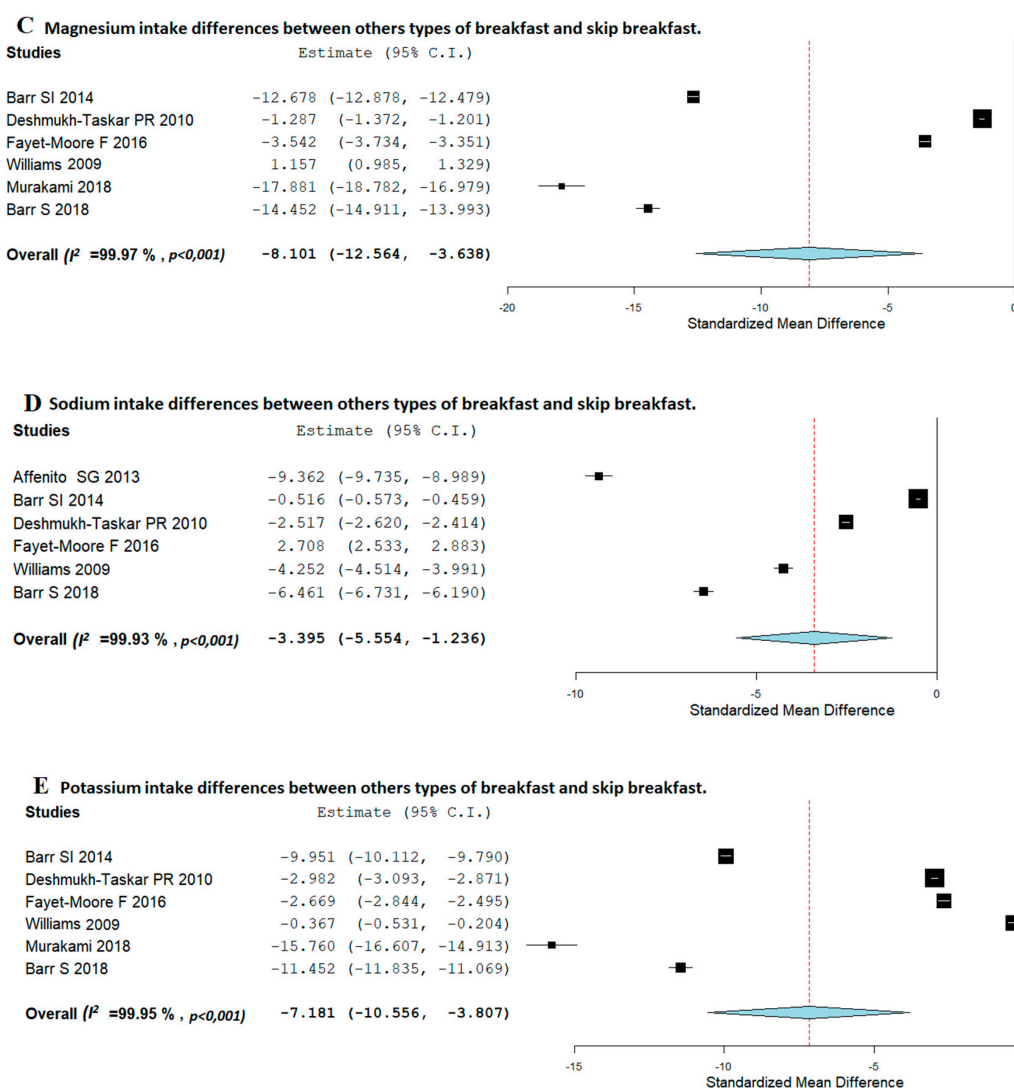 C Magnesium intake differences between others types of breakfast and skip breakfast.
Studies Estimate (95% C.I.)
Barr SI 2014 -12.678 (-12.878, -12.479)
Deshmukh-Taskar PR 2010 -1.287 (-1.372, -1.201)
Fayet-Moore F 2016 -3.542 (-3.734, -3.351)
Williams 2009 1.157 (0.985, 1.329)
Murakami 2018 -17.881 (-18.782, -16.979)
Barr S 2018 -14.452 (-14.911, -13.993)
Overall (I² =99.97 % , p<0,001) -8.101 (-12.564, -3.638)
-20 -15 -10 -5 0
Standardized Mean Difference
D Sodium intake differences between others types of breakfast and skip breakfast.
Studies Estimate (95% C.I.)
Affenito SG 2013 -9.362 (-9.735, -8.989)
Barr SI 2014 -0.516 (-0.573, -0.459)
Deshmukh-Taskar PR 2010 -2.517 (-2.620, -2.414)
Fayet-Moore F 2016 2.708 (2.533, 2.883)
Williams 2009 -4.252 (-4.514, -3.991)
Barr S 2018 -6.461 (-6.731, -6.190)
Overall (I² =99.93 % , p<0,001) -3.395 (-5.554, -1.236)
-10 -5 0
Standardized Mean Difference
E Potassium intake differences between others types of breakfast and skip breakfast.
Studies Estimate (95% C.I.)
Barr SI 2014 -9.951 (-10.112, -9.790)
Deshmukh-Taskar PR 2010 -2.982 (-3.093, -2.871)
Fayet-Moore F 2016 -2.669 (-2.844, -2.495)
Williams 2009 -0.367 (-0.531, -0.204)
Murakami 2018 -15.760 (-16.607, -14.913)
Barr S 2018 -11.452 (-11.835, -11.069)
Overall (I² =99.95 % , p<0,001) -7.181 (-10.556, -3.807)
-15 -10 -5
Standardized Mean Difference